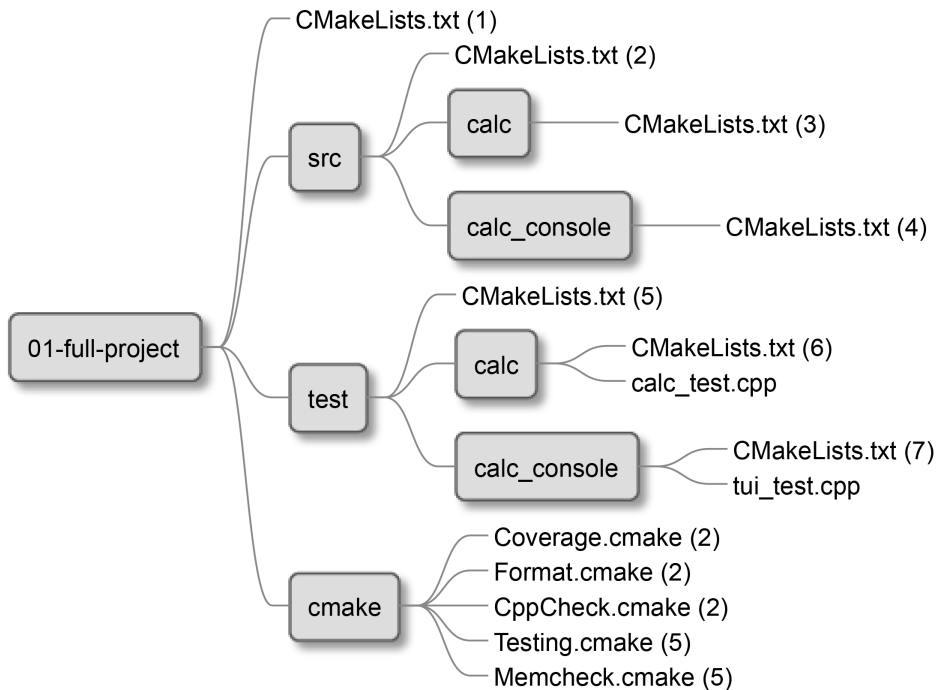 CMakeLists.txt (1)
CMakeLists.txt (2)
calc
CMakeLists.txt (3)
src
calc_console
CMakeLists.txt (4)
CMakeLists.txt (5)
01-full-project
calc
CMakeLists.txt (6)
calc_test.cpp
test
calc_console
CMakeLists.txt (7)
tui_test.cpp
Coverage.cmake (2)
Format.cmake (2)
cmake
CppCheck.cmake (2)
Testing.cmake (5)
Memcheck.cmake (5)